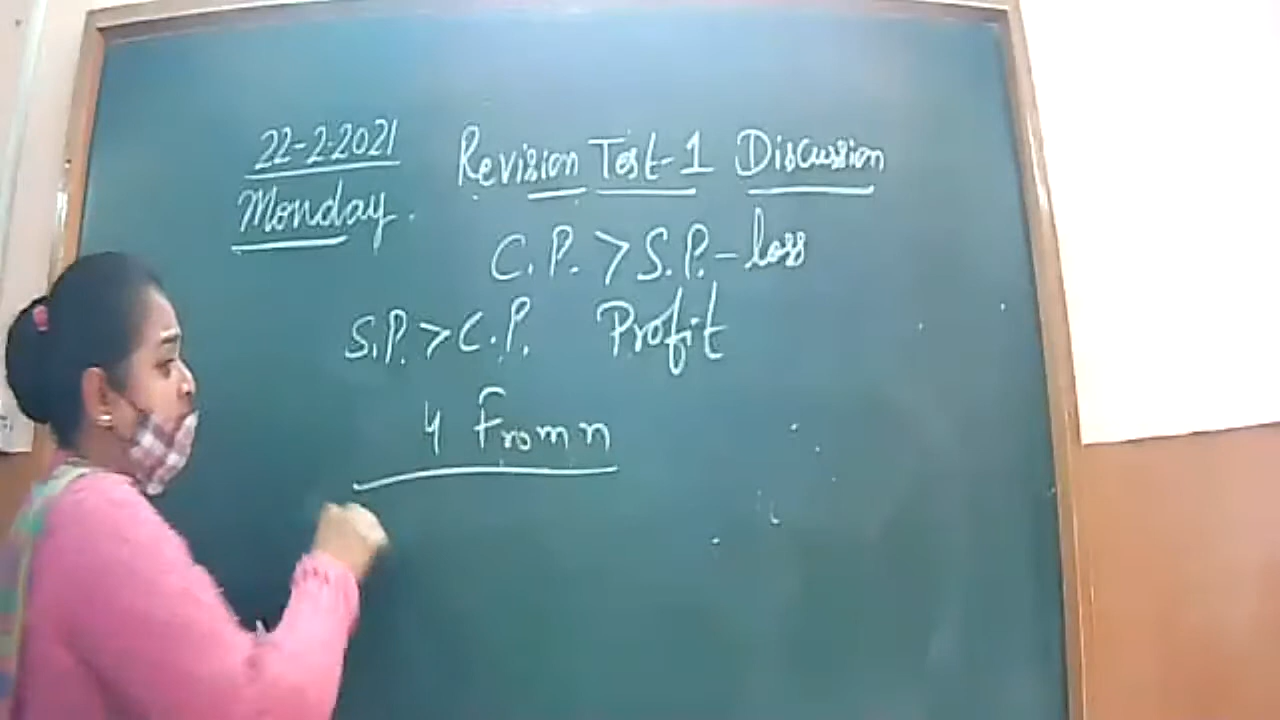 22-2-2021
Monday.
Revision Test-1 Discussion
C.P. > S.P. - loss
S.P. > C.P. Profit
4 From n